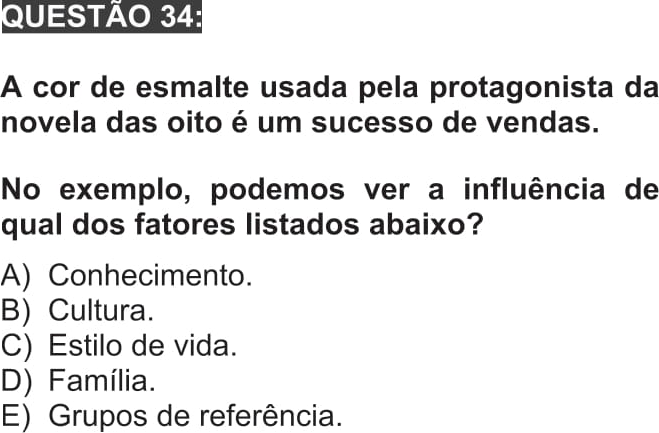 QUESTÃO 34:
A cor de esmalte usada pela protagonista da
novela das oito é um sucesso de vendas.
No exemplo, podemos ver a influência de
qual dos fatores listados abaixo?
A) Conhecimento.
B) Cultura.
C) Estilo de vida.
D) Família.
E) Grupos de referência.